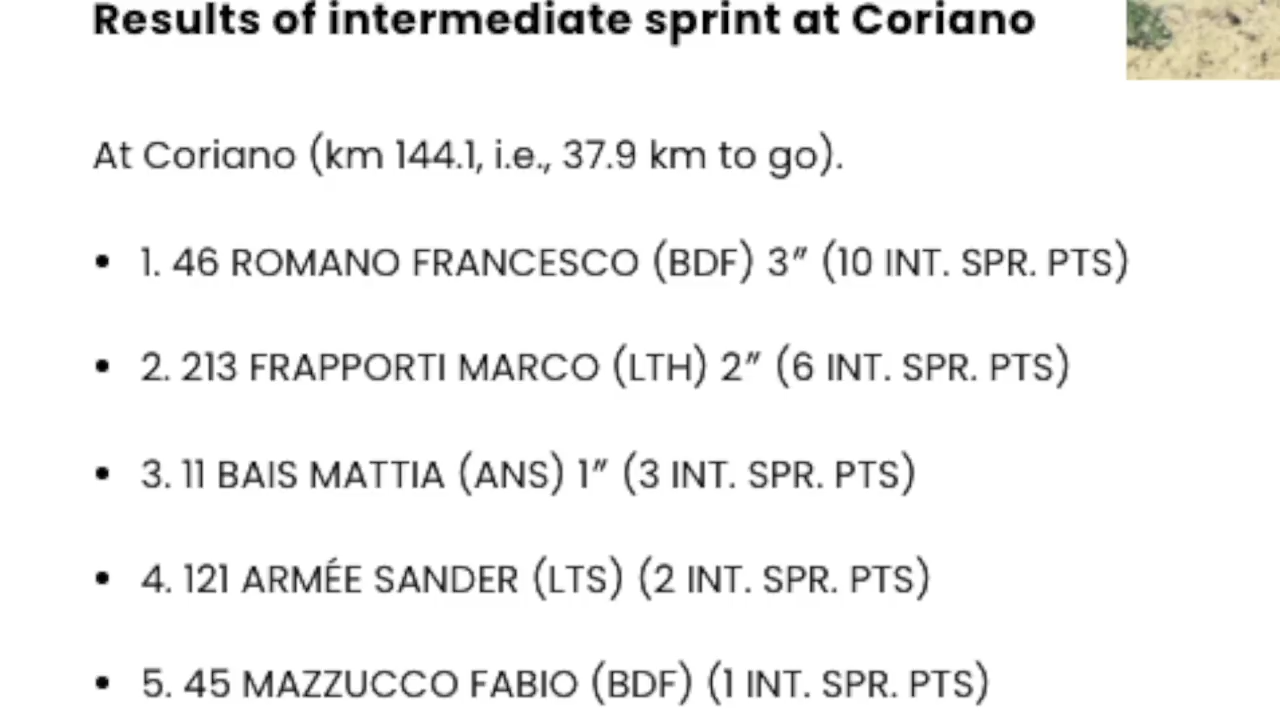 Results of intermediate sprint at Coriano
At Coriano (km 144.1, i.e., 37.9 km to go).
• 1. 46 ROMANO FRANCESCO (BDF) 3″ (10 INT. SPR. PTS)
• 2. 213 FRAPPORTI MARCO (LTH) 2″ (6 INT. SPR. PTS)
• 3. 11 BAIS MATTIA (ANS) 1″ (3 INT. SPR. PTS)
• 4. 121 ARMÉE SANDER (LTS) (2 INT. SPR. PTS)
• 5. 45 MAZZUCCO FABIO (BDF) (1 INT. SPR. PTS)